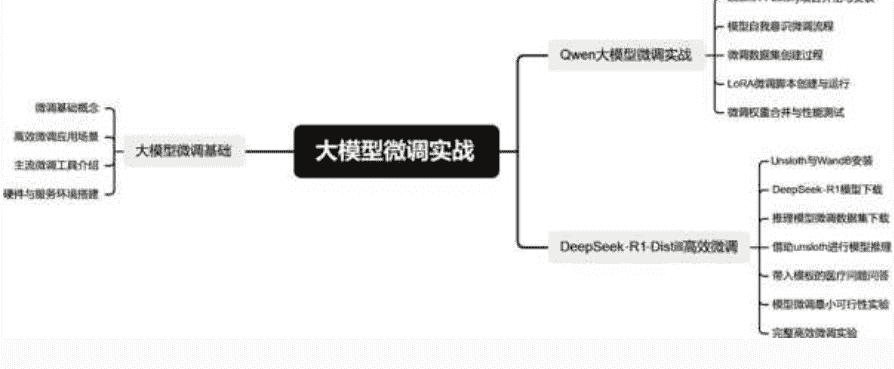 微调基础概念
高效微调应用场景
主流微调工具介绍
硬件与服务环境搭建
大模型微调基础
大模型微调实战
Qwen大模型微调实战
模型自我意识微调流程
微调数据集创建过程
LoRA微调脚本创建与运行
微调权重合并与性能测试
DeepSeek-R1-Distill高效微调
Unsloth与WandB安装
DeepSeek-R1模型下载
推理模型微调数据集下载
借助unsloth进行模型推理
带入模板的医疗问题问答
模型微调最小可行性实验
完整高效微调实验